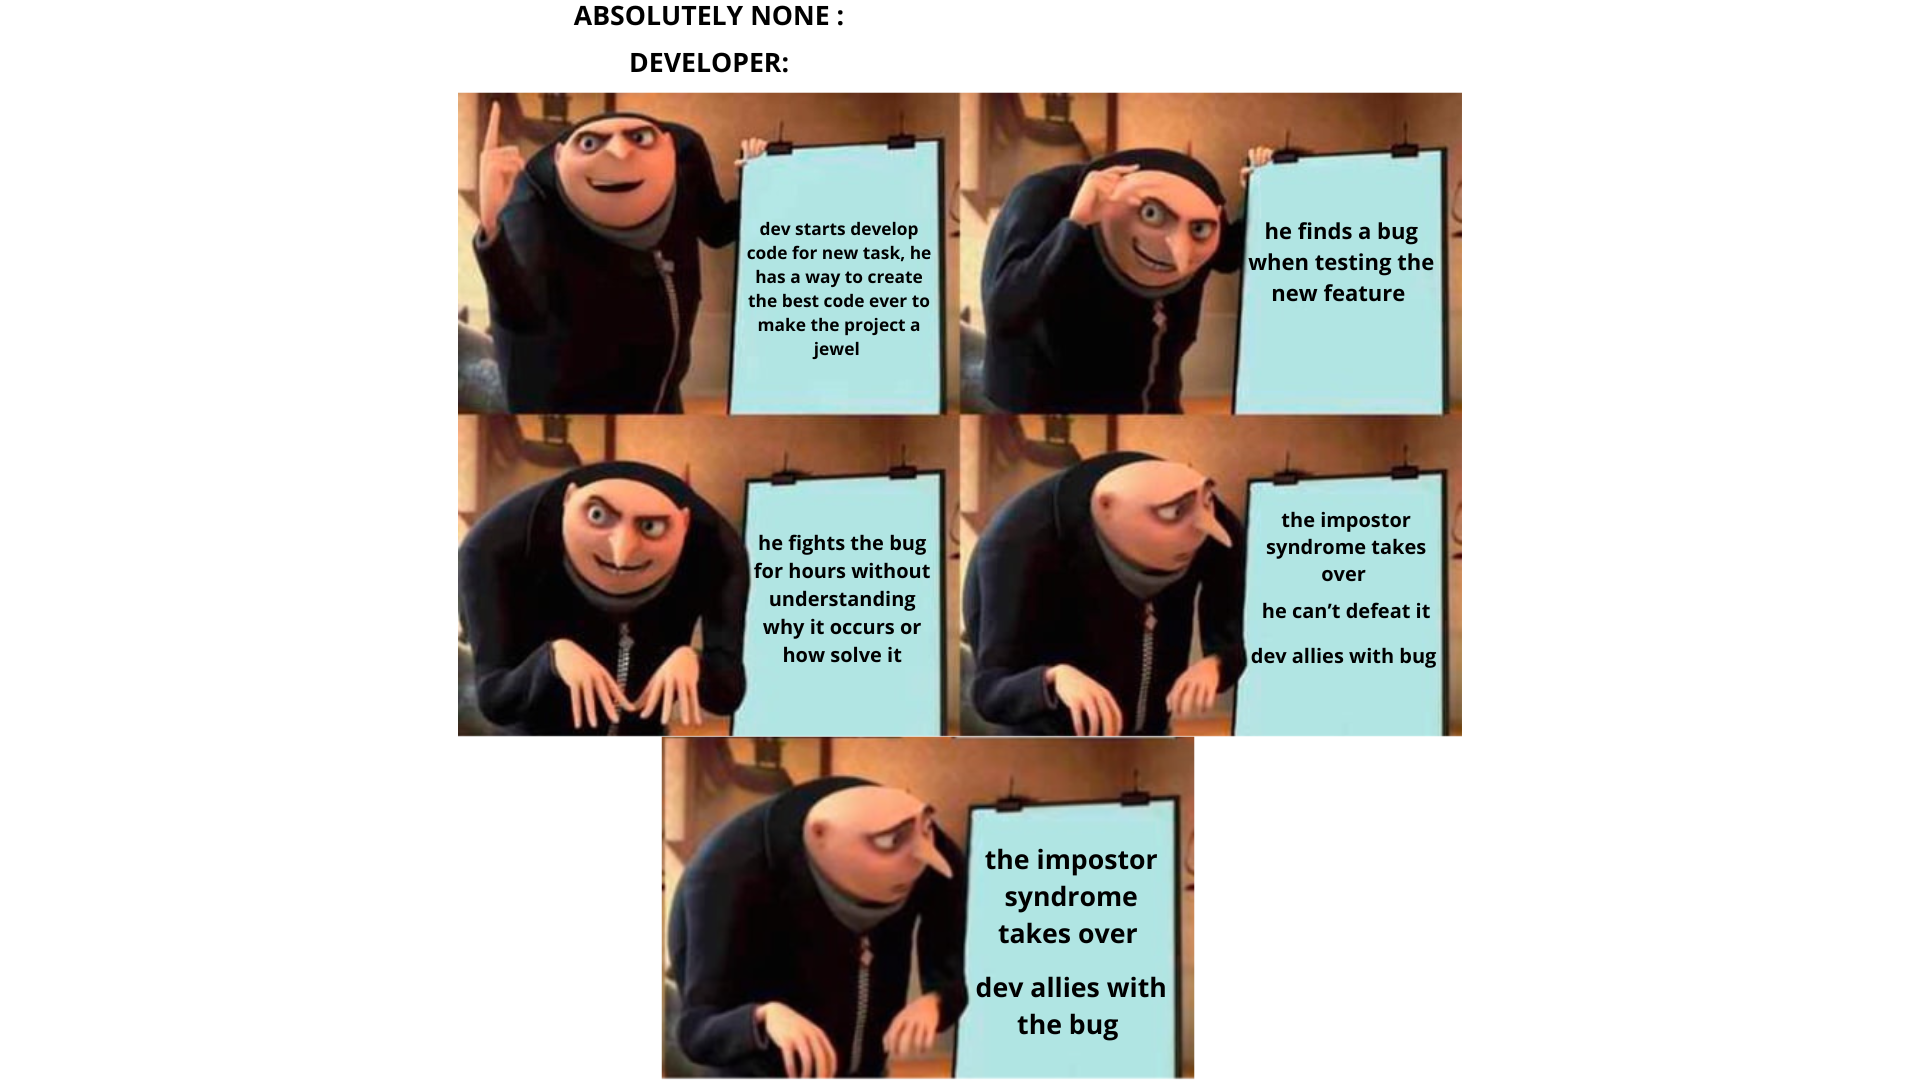 ABSOLUTELY NONE :
DEVELOPER:
dev starts develop
code for new task, he
has a way to create
the best code ever to
make the project a
jewel
he finds a bug
when testing the
new feature
he fights the bug
for hours without
understanding
why it occurs or
how solve it
the impostor
syndrome takes
over
he can’t defeat it
dev allies with bug
the impostor
syndrome
takes over
dev allies with
the bug